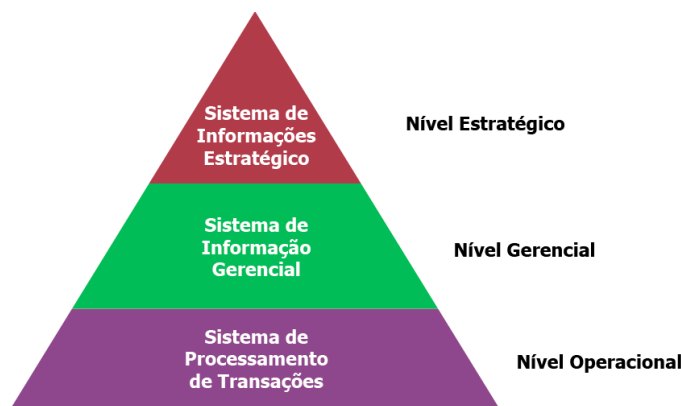 Sistema de
Informações
Estratégico
Nível Estratégico
Sistema de
Informação
Gerencial
Nível Gerencial
Sistema de
Processamento
de Transações
Nível Operacional